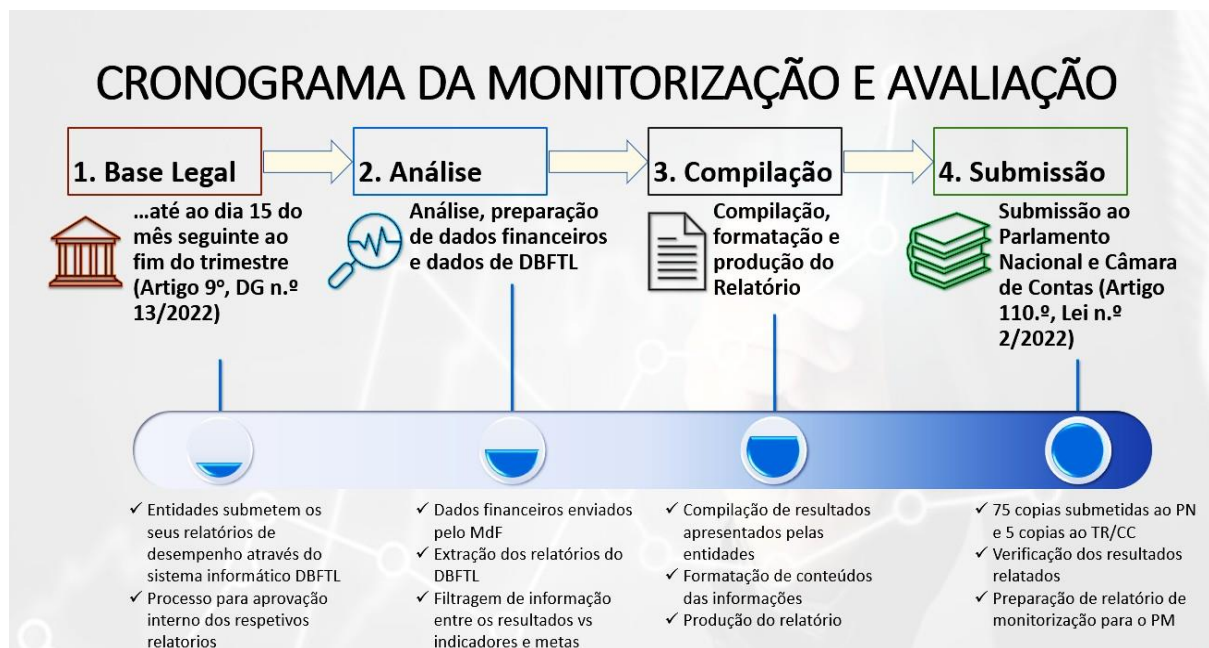 CRONOGRAMA DA MONITORIZAÇÃO E AVALIAÇÃO
1. Base Legal
...até ao dia 15 do
mês seguinte ao
fim do trimestre
(Artigo 9º, DG n.º
13/2022)
2. Análise
Análise, preparação
de dados financeiros
e dados de DBFTL
3. Compilação
Compilação,
formatação e
produção do
Relatório
4. Submissão
Submissão ao
Parlamento
Nacional e Câmara
de Contas (Artigo
110.º, Lei n.º
2/2022)
✓ Entidades submetem os
seus relatórios de
desempenho através do
sistema informático DBFTL
✓ Processo para aprovação
interno dos respetivos
relatorios
✓ Dados financeiros enviados
pelo MdF
✓ Extração dos relatórios do
DBFTL
✓ Filtragem de informação
entre os resultados vs
indicadores e metas
✓ Compilação de resultados
apresentados pelas
entidades
✓ Formatação de conteúdos
das informações
✓ Produção do relatório
✓ 75 copias submetidas ao PN
e 5 copias ao TR/CC
✓ Verificação dos resultados
relatados
✓ Preparação de relatório de
monitorização para o PM